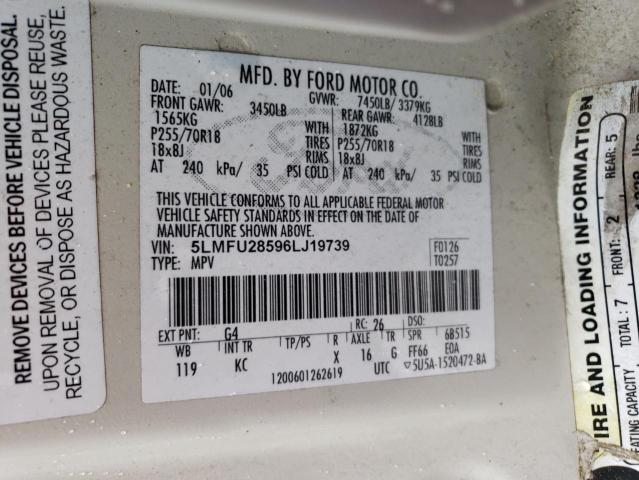 REMOVE DEVICES BEFORE VEHICLE DISPOSAL.
UPON REMOVAL OF DEVICES PLEASE REUSE,
RECYCLE, OR DISPOSE AS HAZARDOUS WASTE.
MFD. BY FORD MOTOR CO.
DATE: 01/06 GVWR: 7450LB/ 3379KG
FRONT GAWR: 3450LB REAR GAWR: 4128LB
1565KG WITH 1872KG WITH
P255/70R18 TIRES P255/70R18 TIRES
18x8J RIMS 18x8J RIMS
AT 240 kPa/ 35 PSI COLD AT 240 kPa/ 35 PSI COLD
THIS VEHICLE CONFORMS TO ALL APPLICABLE FEDERAL MOTOR
VEHICLE SAFETY STANDARDS IN EFFECT ON THE DATE OF
MANUFACTURE SHOWN ABOVE.
VIN: 5LMFU28596LJ19739 F0126
TYPE: MPV T0257
EXT PNT: G4 RC: 26 DSO:
WB INT TR TP/PS R AXLE TR SPR 6B515
119 KC X 16 G FF66 E0A
1200601262619 UTC ▽5U5A-1520472-BA
IRE AND LOADING INFORMATION
EATING CAPACITY TOTAL : 7 FRONT: 2 REAR: 5